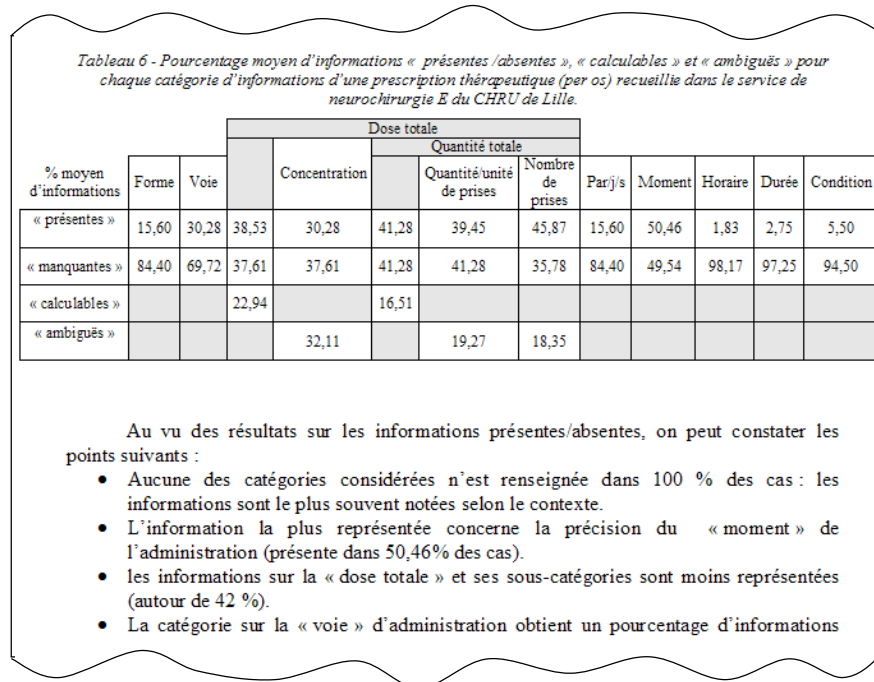 Tableau 6 - Pourcentage moyen d'informations « présentes /absentes », « calculables » et « ambiguës » pour
chaque catégorie d'informations d'une prescription thérapeutique (per os) recueillie dans le service de
neurochirurgie E du CHRU de Lille.
Dose totale
Quantité totale
% moyen d'informations Forme Voie Concentration Quantité/unité de prises Nombre de prises Par/j/s Moment Horaire Durée Condition
« présentes » 15,60 30,28 38,53 30,28 41,28 39,45 45,87 15,60 50,46 1,83 2,75 5,50
« manquantes » 84,40 69,72 37,61 37,61 41,28 41,28 35,78 84,40 49,54 98,17 97,25 94,50
« calculables » 22,94 16,51
« ambiguës » 32,11 19,27 18,35
Au vu des résultats sur les informations présentes/absentes, on peut constater les
points suivants :
• Aucune des catégories considérées n'est renseignée dans 100 % des cas : les
informations sont le plus souvent notées selon le contexte.
• L'information la plus représentée concerne la précision du « moment » de
l'administration (présente dans 50,46% des cas).
• les informations sur la « dose totale » et ses sous-catégories sont moins représentées
(autour de 42 %).
• La catégorie sur la « voie » d'administration obtient un pourcentage d'informations